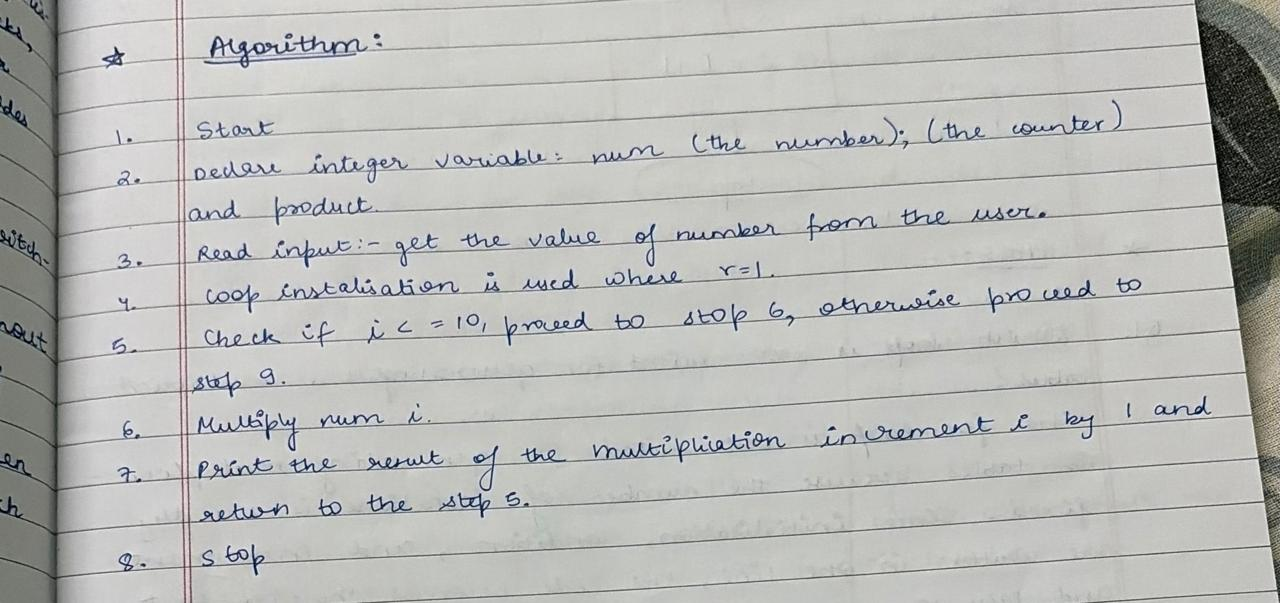 ☆ Algorithm:
1. Start
2. Declare integer variable: num (the number); (the counter)
and product.
3. Read input:- get the value of number from the user.
4. Loop instalisation is used where r=1.
5. Check if i < = 10, proceed to stop 6, otherwise proceed to
step 9.
6. Multiply num i.
7. Print the result of the multipliation increment i by 1 and
return to the step 5.
8. Stop